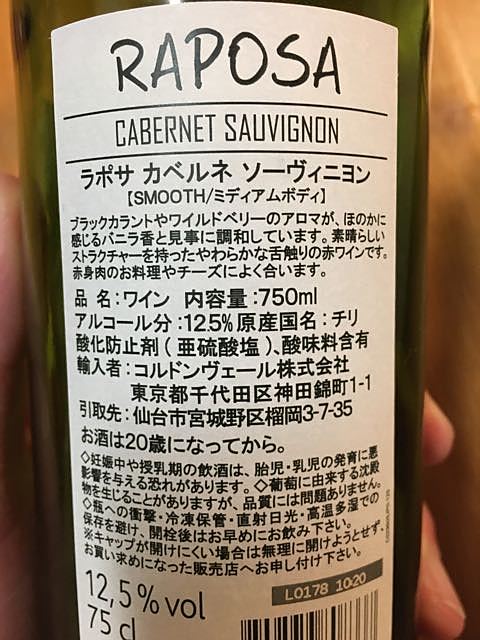 RAPOSA
CABERNET SAUVIGNON
ラポサ カベルネ ソーヴィニヨン
【SMOOTH/ミディアムボディ】
ブラックカラントやワイルドベリーのアロマが、ほのかに
感じるバニラ香と見事に調和しています。素晴らしい
ストラクチャーを持ったやわらかな舌触りの赤ワインです。
赤身肉のお料理やチーズによく合います。
品 名:ワイン 内容量:750ml
アルコール分:12.5% 原産国名:チリ
酸化防止剤(亜硫酸塩)、酸味料含有
輸入者:コルドンヴェール株式会社
東京都千代田区神田錦町1-1
引取先:仙台市宮城野区榴岡3-7-35
お酒は20歳になってから。
◇妊娠中や授乳期の飲酒は、胎児・乳児の発育に悪
影響を与える恐れがあります。◇葡萄に由来する沈殿
物を生じることがありますが、品質には問題ありません。
◇瓶への衝撃・冷凍保管・直射日光・高温多湿での
保存を避け、開栓後はお早めにお飲み下さい。
※キャップが開けにくい場合は無理に開けようとせず、
お買い求めになった販売店へお申し付け下さい。
12,5% vol
75 cl
L0178 10:20